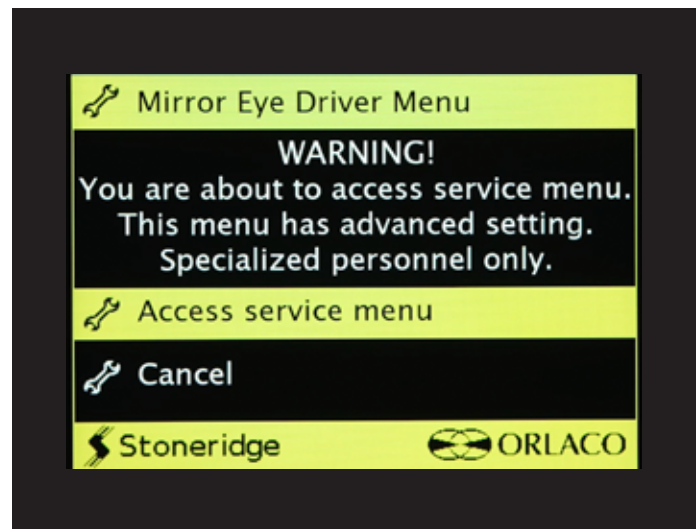 Mirror Eye Driver Menu
WARNING!
You are about to access service menu.
This menu has advanced setting.
Specialized personnel only.
Access service menu
Cancel
Stoneridge ORLACO